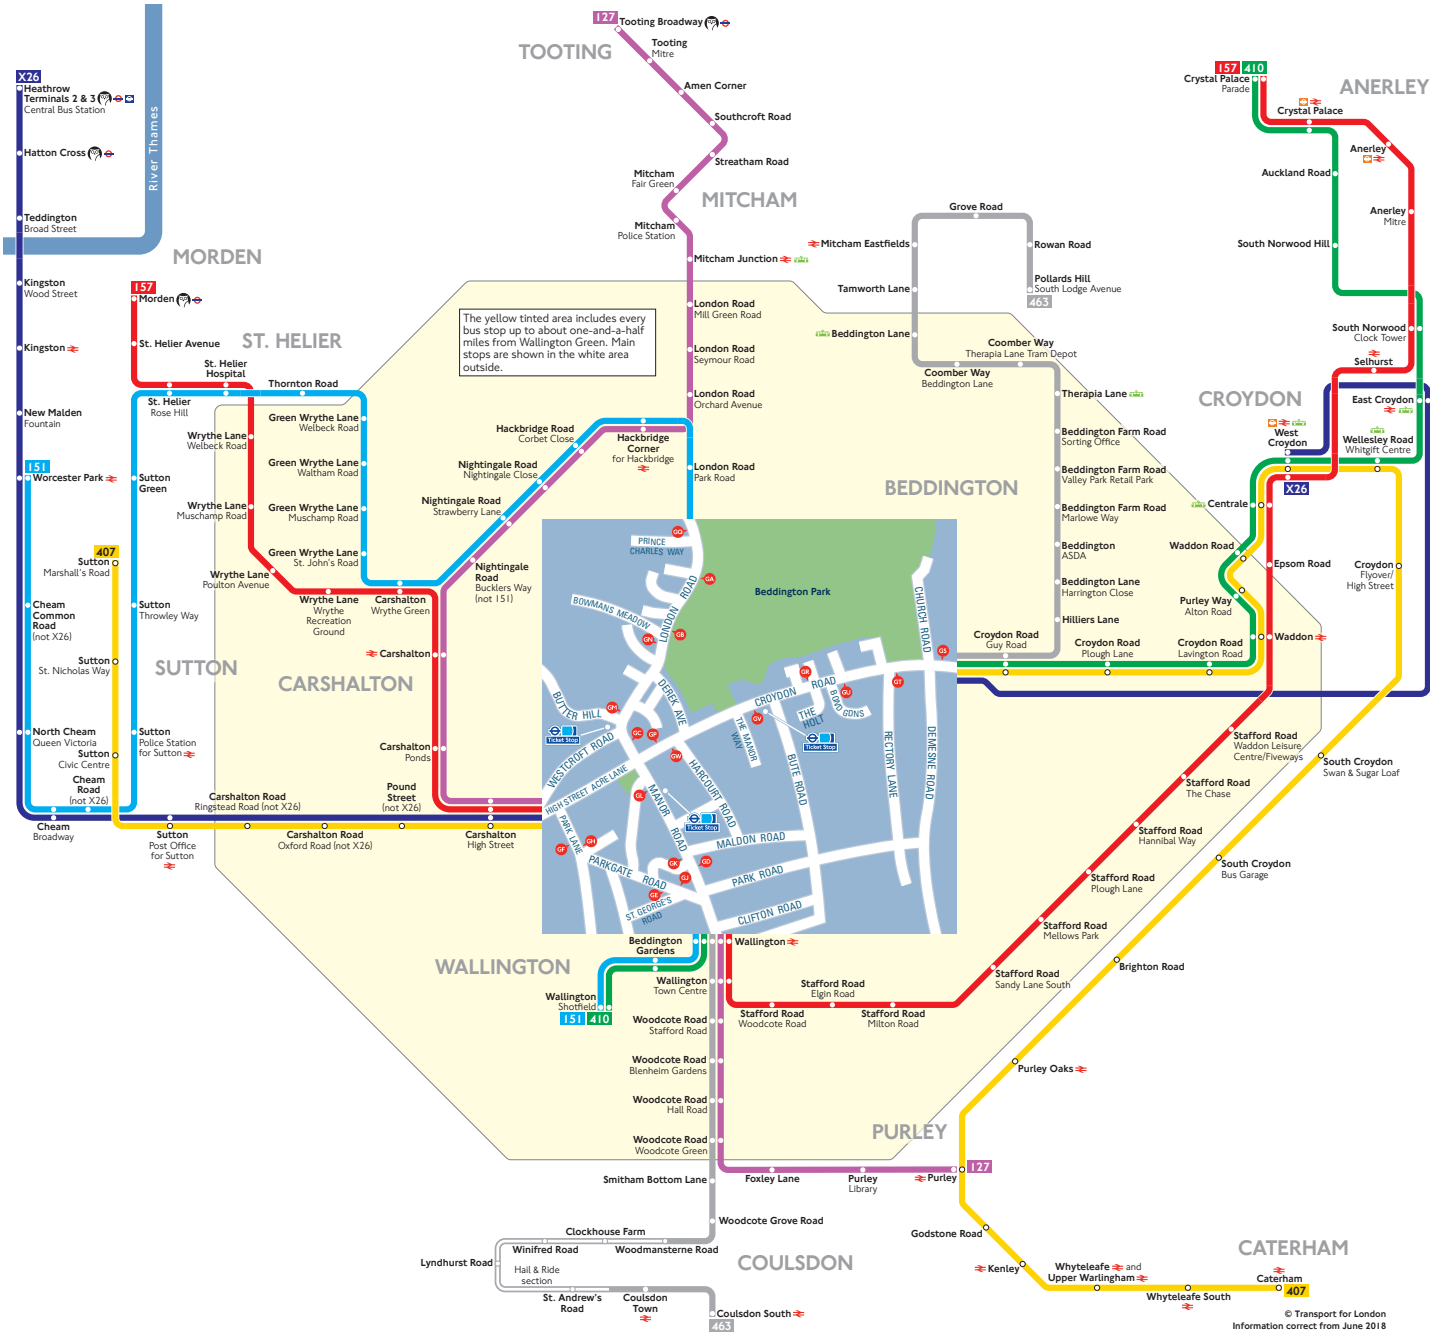 127
Tooting Broadway
TOOTING
Tooting
Mitre
Amen Corner
Southcroft Road
Streatham Road
Mitcham
Fair Green
MITCHAM
Mitcham
Police Station
Mitcham Junction
London Road
Mill Green Road
London Road
Seymour Road
London Road
Orchard Avenue
Hackbridge Road
Corbet Close
Hackbridge
Corner
for Hackbridge
London Road
Park Road
Nightingale Road
Nightingale Close
Nightingale Road
Strawberry Lane
Nightingale
Road
Bucklers Way
(not 151)
X26
Heathrow
Terminals 2 & 3
Central Bus Station
Hatton Cross
Teddington
Broad Street
River Thames
Kingston
Wood Street
Kingston
New Malden
Fountain
151
Worcester Park
Cheam
Common
Road
(not X26)
North Cheam
Queen Victoria
Cheam
Road
(not X26)
Cheam
Broadway
MORDEN
157
Morden
St. Helier Avenue
ST. HELIER
St. Helier
Hospital
St. Helier
Rose Hill
Thornton Road
Green Wrythe Lane
Welbeck Road
Green Wrythe Lane
Waltham Road
Green Wrythe Lane
Muschamp Road
Green Wrythe Lane
St. John's Road
Wrythe Lane
Welbeck Road
Wrythe Lane
Muschamp Road
Wrythe Lane
Poulton Avenue
Wrythe Lane
Wrythe
Recreation
Ground
Carshalton
Wrythe Green
Sutton
Green
407
Sutton
Marshall's Road
Sutton
Throwley Way
Sutton
St. Nicholas Way
SUTTON
Sutton
Police Station
for Sutton
Sutton
Civic Centre
Sutton
Post Office
for Sutton
CARSHALTON
Carshalton
Carshalton
Ponds
Carshalton Road
Ringstead Road (not X26)
Carshalton Road
Oxford Road (not X26)
Pound
Street
(not X26)
Carshalton
High Street
The yellow tinted area includes every
bus stop up to about one-and-a-half
miles from Wallington Green. Main
stops are shown in the white area
outside.
Grove Road
Mitcham Eastfields
Rowan Road
Tamworth Lane
Pollards Hill
South Lodge Avenue
463
Beddington Lane
Coomber Way
Therapia Lane Tram Depot
Coomber Way
Beddington Lane
Therapia Lane
Beddington Farm Road
Sorting Office
Beddington Farm Road
Valley Park Retail Park
BEDDINGTON
Beddington Farm Road
Marlowe Way
Beddington
ASDA
Beddington Lane
Harrington Close
Hilliers Lane
Croydon Road
Guy Road
Croydon Road
Plough Lane
Croydon Road
Lavington Road
157
410
Crystal Palace
Parade
Crystal Palace
ANERLEY
Anerley
Auckland Road
Anerley
Mitre
South Norwood Hill
South Norwood
Clock Tower
Selhurst
CROYDON
East Croydon
West
Croydon
Wellesley Road
Whitgift Centre
X26
Centrale
Waddon Road
Epsom Road
Croydon
Flyover/
High Street
Purley Way
Alton Road
Waddon
Stafford Road
Waddon Leisure
Centre/Fiveways
South Croydon
Swan & Sugar Loaf
Stafford Road
The Chase
Stafford Road
Hannibal Way
South Croydon
Bus Garage
Stafford Road
Plough Lane
Stafford Road
Mellows Park
Stafford Road
Sandy Lane South
Brighton Road
Purley Oaks
PRINCE
CHARLES WAY
GQ
GA
Beddington Park
LONDON ROAD
BOWMANS MEADOW
GN
GB
CHURCH ROAD
GS
GR
GU
GT
CROYDON ROAD
THE HOLT
BOND GDNS
GV
Ticket Stop
DEREK AVE
BUTTER HILL
GM
GC
GP
Ticket Stop
WESTCROFT ROAD
GW
THE MANOR
WAY
BUTE ROAD
RECTORY LANE
DEMESNE ROAD
HIGH STREET ACRE LANE
HARCOURT ROAD
GL
MANOR ROAD
Ticket Stop
MALDON ROAD
PARK LANE
GF
GH
PARKGATE ROAD
GK
GD
GJ
GE
PARK ROAD
ST. GEORGE'S
ROAD
CLIFTON ROAD
WALLINGTON
Beddington
Gardens
Wallington
Wallington
Town Centre
Wallington
Shotfield
151
410
Stafford Road
Elgin Road
Stafford Road
Woodcote Road
Stafford Road
Milton Road
Woodcote Road
Stafford Road
Woodcote Road
Blenheim Gardens
Woodcote Road
Hall Road
Woodcote Road
Woodcote Green
PURLEY
Smitham Bottom Lane
Foxley Lane
Purley
Library
Purley
127
Woodcote Grove Road
Clockhouse Farm
Winifred Road
Woodmansterne Road
Lyndhurst Road
Hail & Ride
section
St. Andrew's
Road
Coulsdon
Town
COULSDON
Coulsdon South
463
Godstone Road
Kenley
Whyteleafe and
Upper Warlingham
Whyteleafe South
CATERHAM
Caterham
407
© Transport for London
Information correct from June 2018